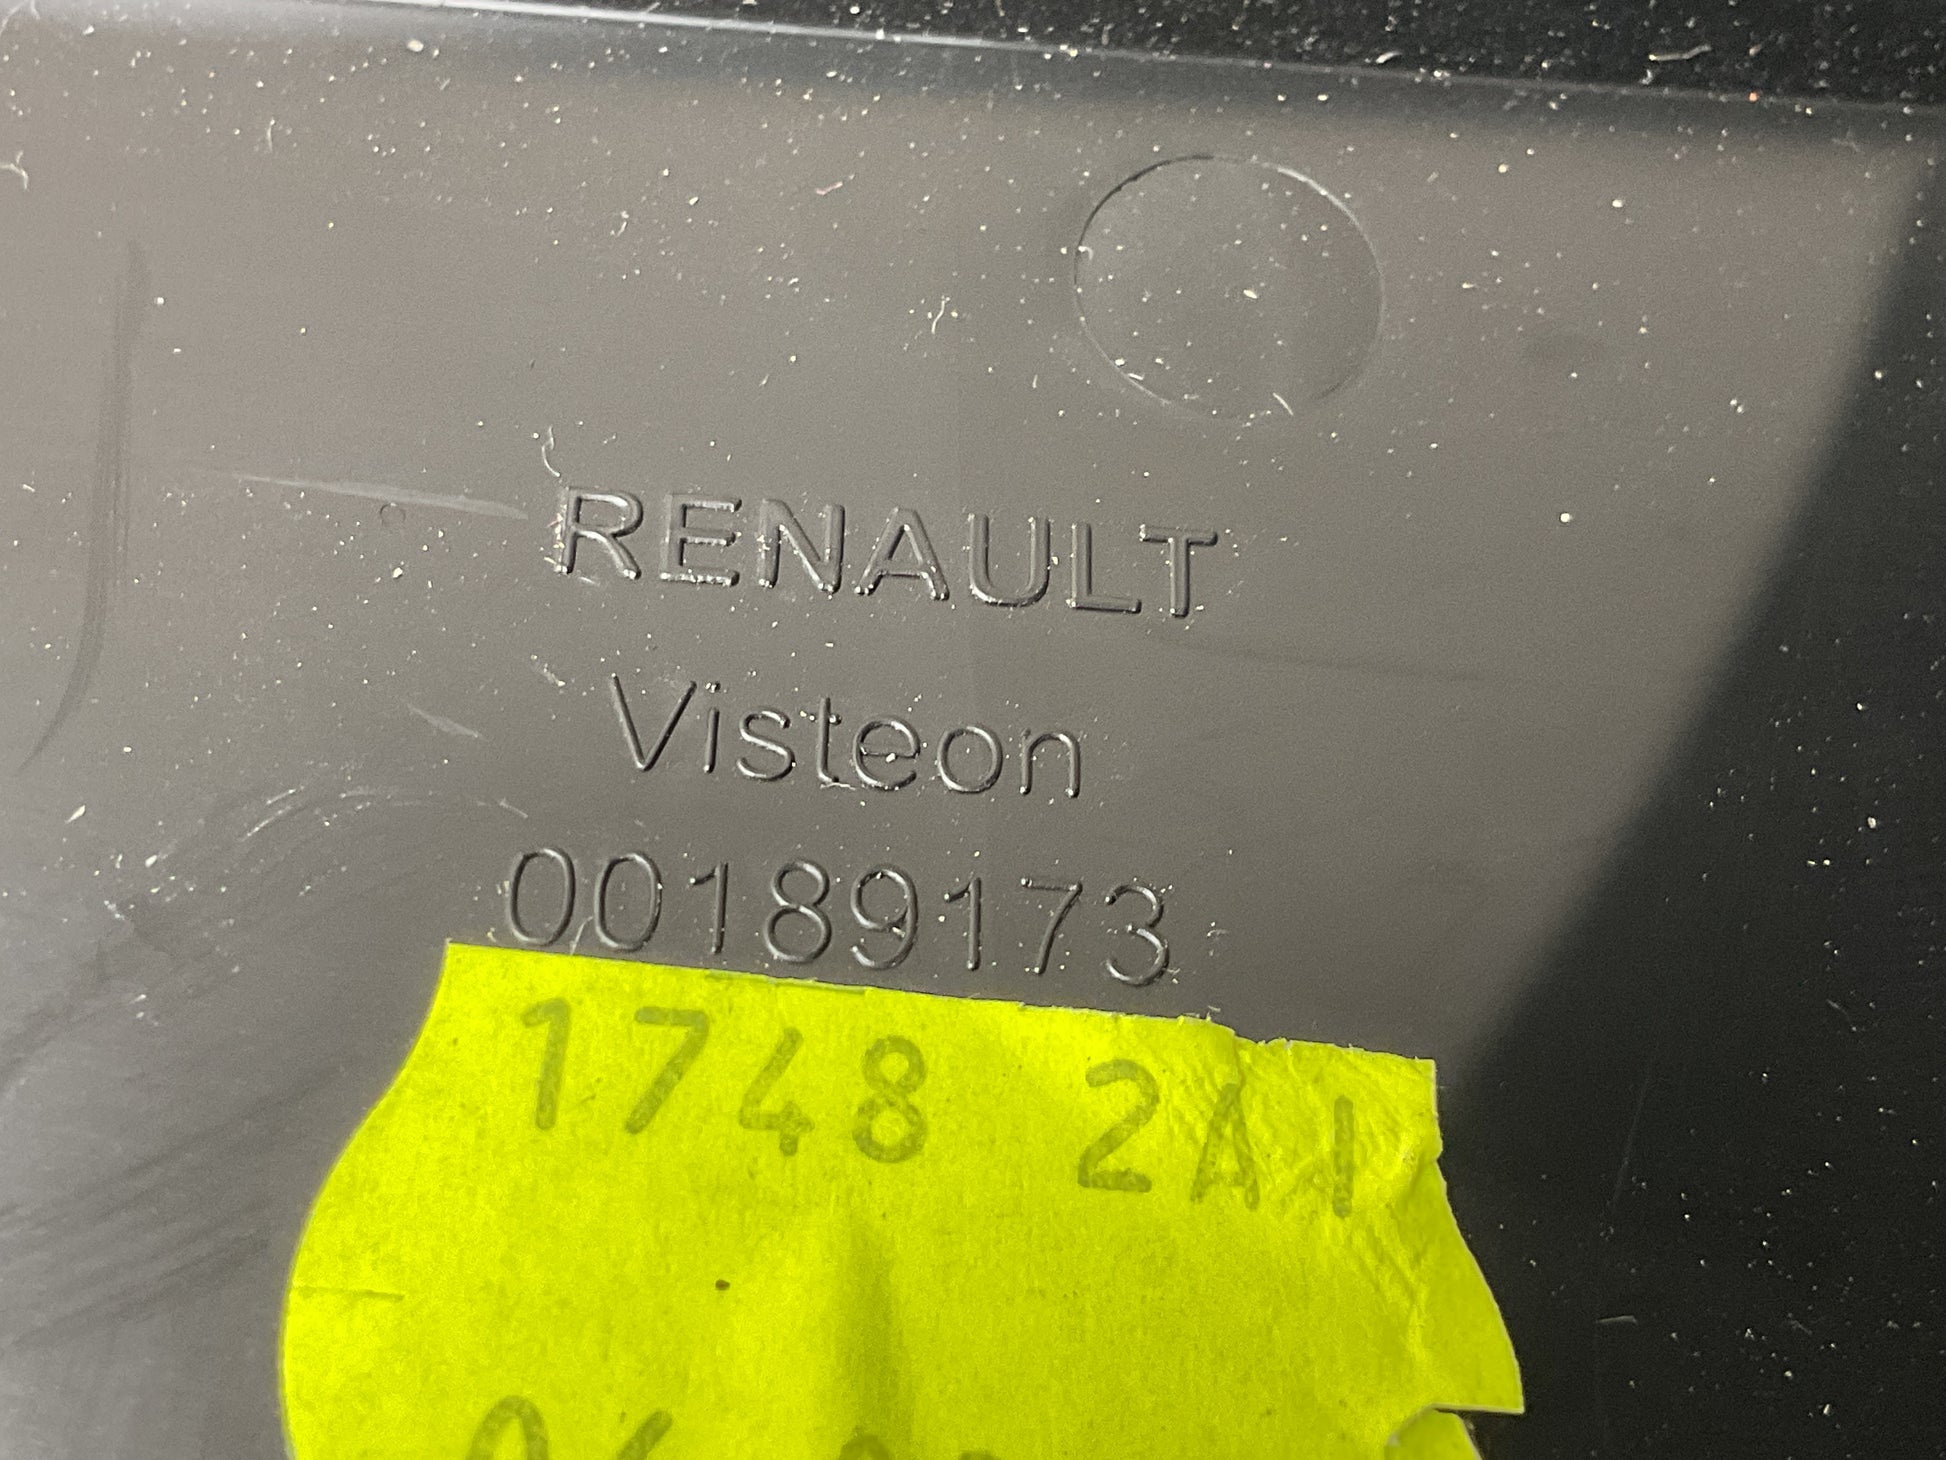 RENAULT
Visteon
00189173
1748 2A1